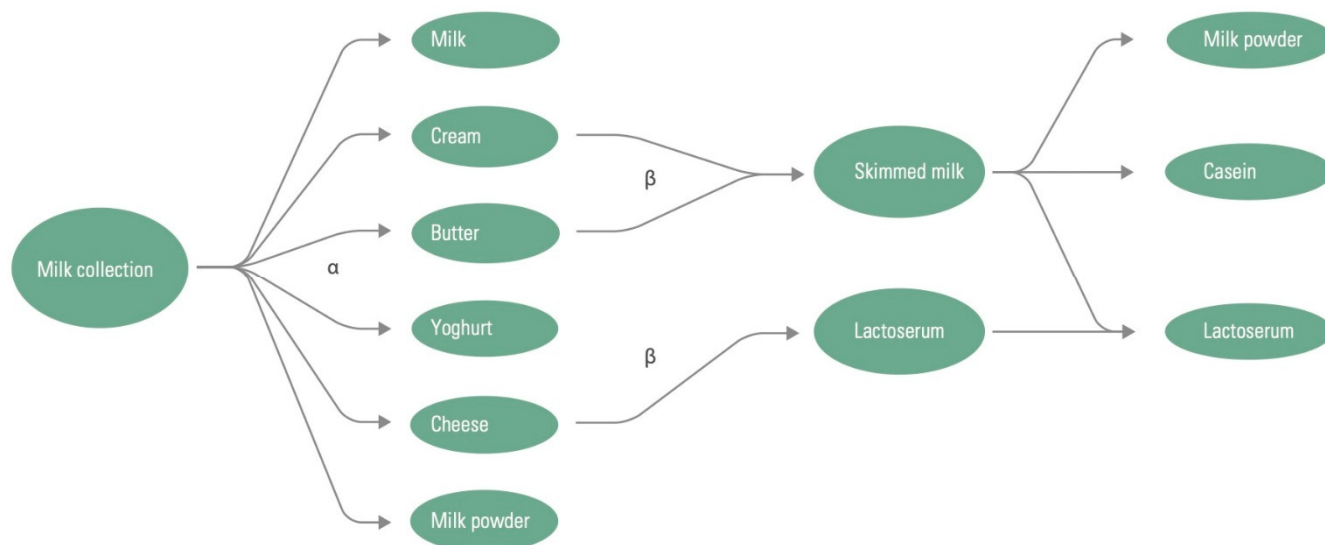 Milk
Milk powder
Cream
β
Skimmed milk
Casein
Butter
Milk collection
α
Yoghurt
Lactoserum
Lactoserum
β
Cheese
Milk powder